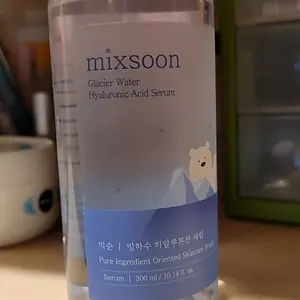 mixsoon
Glacier Water
Hyaluronic Acid Serum
믹순 | 빙하수 히알루론산 세럼
Pure Ingredient Oriented Skincare Brand
Serum | 300 ml / 10.14 fl. oz.